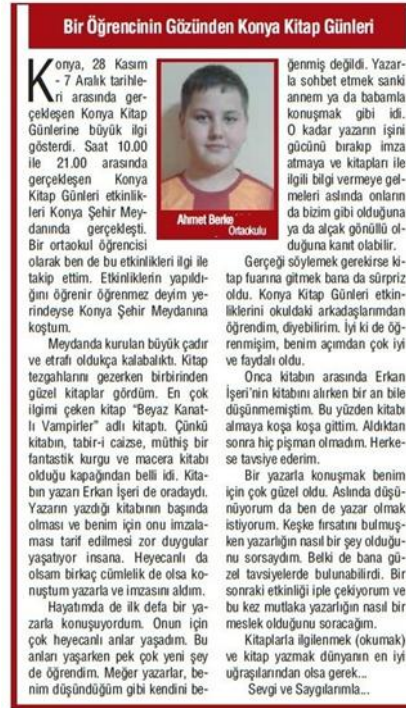 Bir Öğrencinin Gözünden Konya Kitap Günleri
Konya, 28 Kasım
- 7 Aralık tarihle-
ri arasında ger-
çekleşen Konya Kitap
Günlerine büyük ilgi
gösterdi. Saat 10.00
ile 21.00 arasında
gerçekleşen Konya
Kitap Günleri etkinlik-
leri Konya Şehir Mey-
danında gerçekleşti.
Bir ortaokul öğrencisi
olarak ben de bu etkinlikleri ilgi ile
takip ettim. Etkinliklerin yapıldı-
ğını öğrenir öğrenmez deyim ye-
rindeyse Konya Şehir Meydanına
koştum.
Meydanda kurulan büyük çadır
ve etrafı oldukça kalabalıktı. Kitap
tezgahlarını gezerken birbirinden
güzel kitaplar gördüm. En çok
ilgimi çeken kitap “Beyaz Kanat-
lı Vampirler” adlı kitaptı. Çünkü
kitabın, tabir-i caizse, müthiş bir
fantastik kurgu ve macera kitabı
olduğu kapağından belli idi. Kita-
bın yazarı Erkan İşeri de oradaydı.
Yazarın yazdığı kitabının başında
olması ve benim için onu imzala-
ması tarif edilmesi zor duygular
yaşatıyor insana. Heyecanlı da
olsam birkaç cümlelik de olsa ko-
nuştum yazarla ve imzasını aldım.
Hayatımda de ilk defa bir ya-
zarla konuşuyordum. Onun için
çok heyecanlı anlar yaşadım. Bu
anları yaşarken pek çok yeni şey
de öğrendim. Meğer yazarlar, be-
nim düşündüğüm gibi kendini be-
Ahmet Berke
Ortaokulu
ğenmiş değildi. Yazar-
la sohbet etmek sanki
annem ya da babamla
konuşmak gibi idi.
O kadar yazarın işini
gücünü bırakıp imza
atmaya ve kitapları ile
ilgili bilgi vermeye gel-
meleri aslında onların
da bizim gibi olduğuna
ya da alçak gönüllü ol-
duğuna kanıt olabilir.
Gerçeği söylemek gerekirse ki-
tap fuarına gitmek bana da sürpriz
oldu. Konya Kitap Günleri etkin-
liklerini okuldaki arkadaşlarımdan
öğrendim, diyebilirim. İyi ki de öğ-
renmişim, benim açımdan çok iyi
ve faydalı oldu.
Onca kitabın arasında Erkan
İşeri'nin kitabını alırken bir an bile
düşünmemiştim. Bu yüzden kitabı
almaya koşa koşa gittim. Aldıktan
sonra hiç pişman olmadım. Herke-
se tavsiye ederim.
Bir yazarla konuşmak benim
için çok güzel oldu. Aslında düşü-
nüyorum da ben de yazar olmak
istiyorum. Keşke fırsatını bulmuş-
ken yazarlığın nasıl bir şey olduğu-
nu sorsaydım. Belki de bana gü-
zel tavsiyelerde bulunabilirdi. Bir
sonraki etkinliği iple çekiyorum ve
bu kez mutlaka yazarlığın nasıl bir
meslek olduğunu soracağım.
Kitaplarla ilgilenmek (okumak)
ve kitap yazmak dünyanın en iyi
uğraşılarından olsa gerek...
Sevgi ve Saygılarımla...